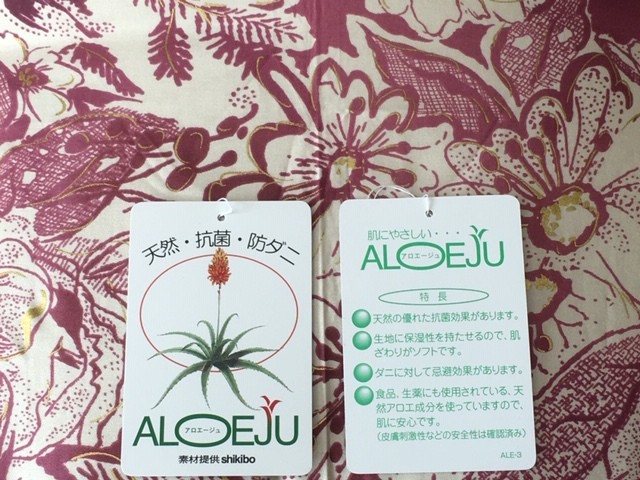 天然・抗菌・防ダニ
ALOEJU
アロエージュ
素材提供 shikibo
肌にやさしい・・・
ALOEJU
アロエージュ
特長
天然の優れた抗菌効果があります。
生地に保湿性を持たせるので、肌
ざわりがソフトです。
ダニに対して忌避効果があります。
食品、生薬にも使用されている、天
然アロエ成分を使っていますので、
肌に安心です。
（皮膚刺激性などの安全性は確認済み）
ALE-3